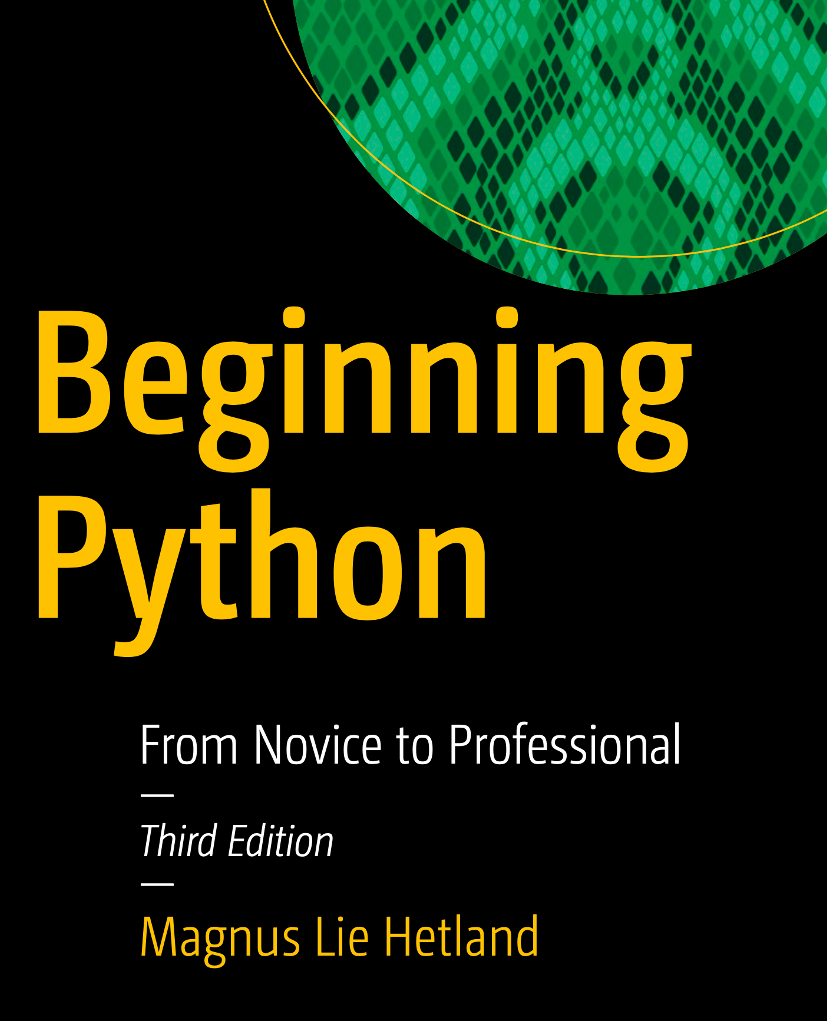 Beginning
Python
From Novice to Professional
—
Third Edition
—
Magnus Lie Hetland